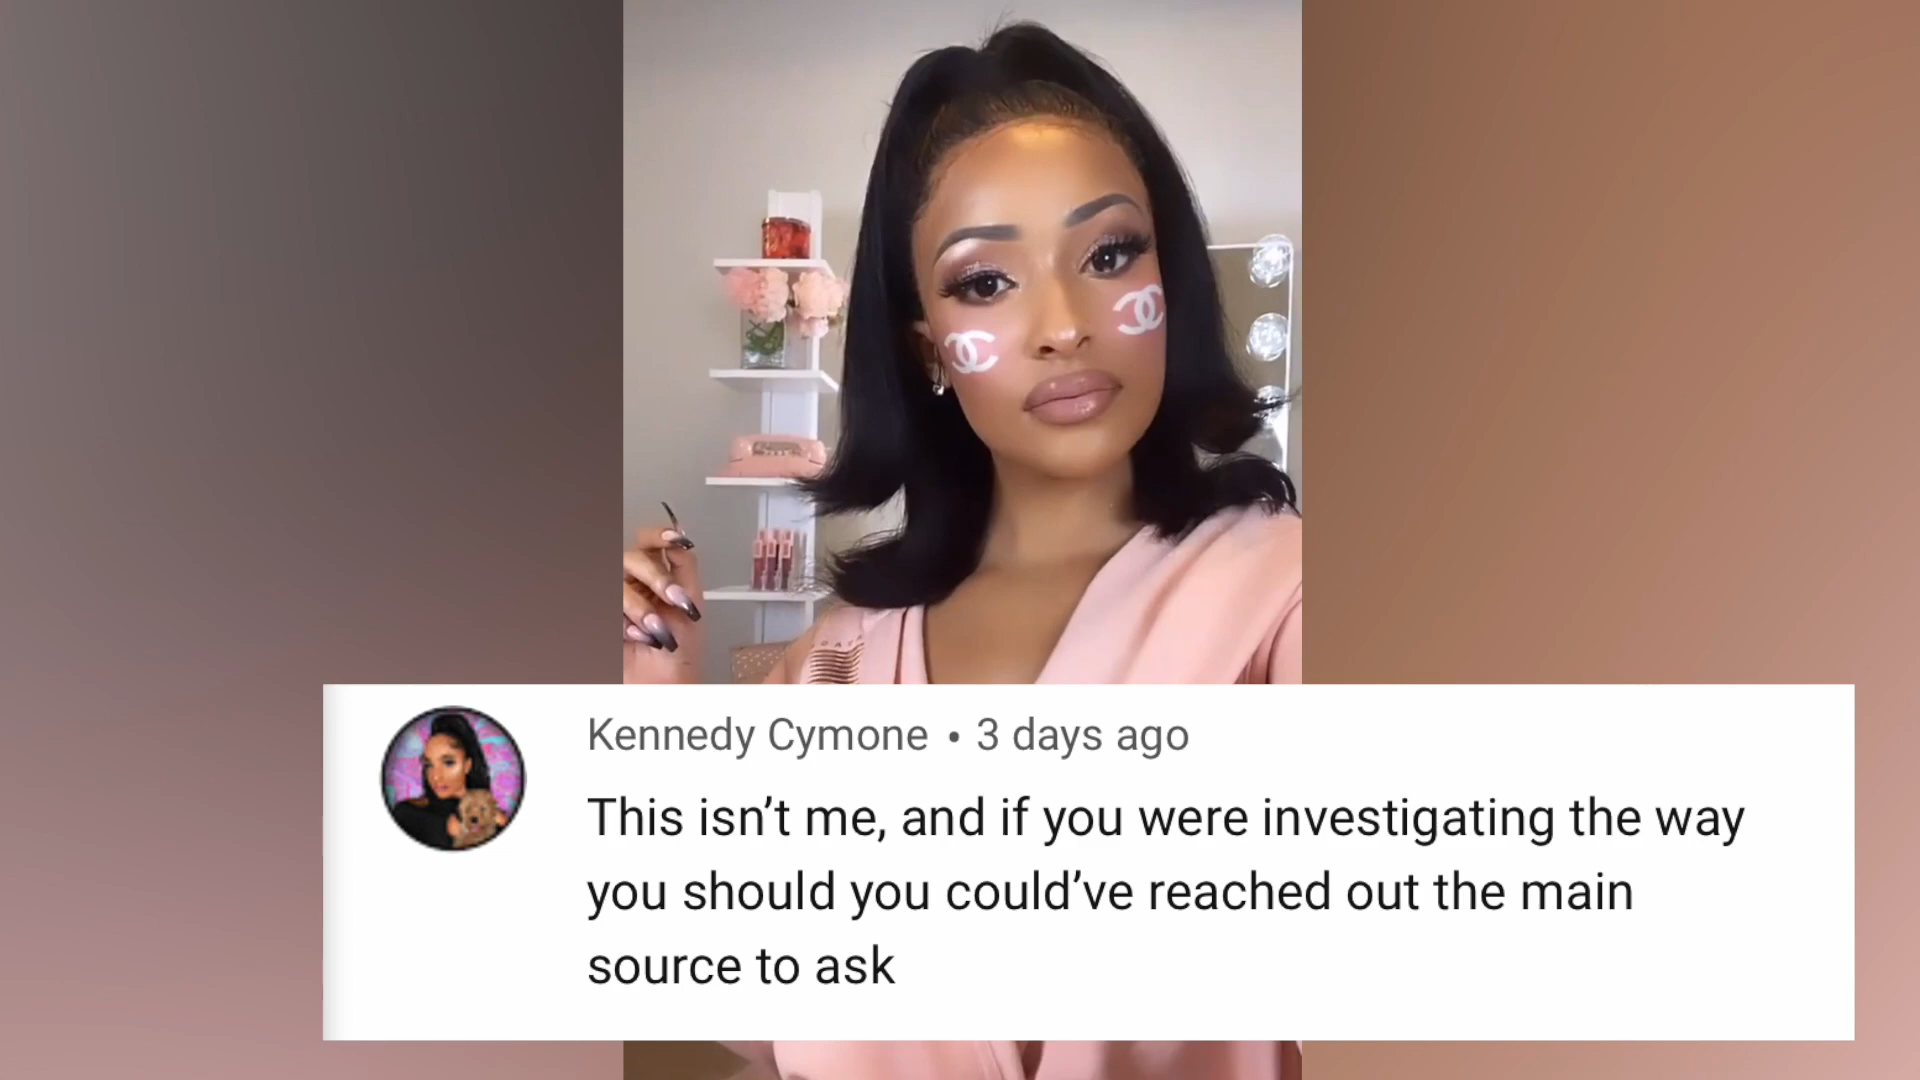 Kennedy Cymone • 3 days ago
This isn’t me, and if you were investigating the way
you should you could’ve reached out the main
source to ask